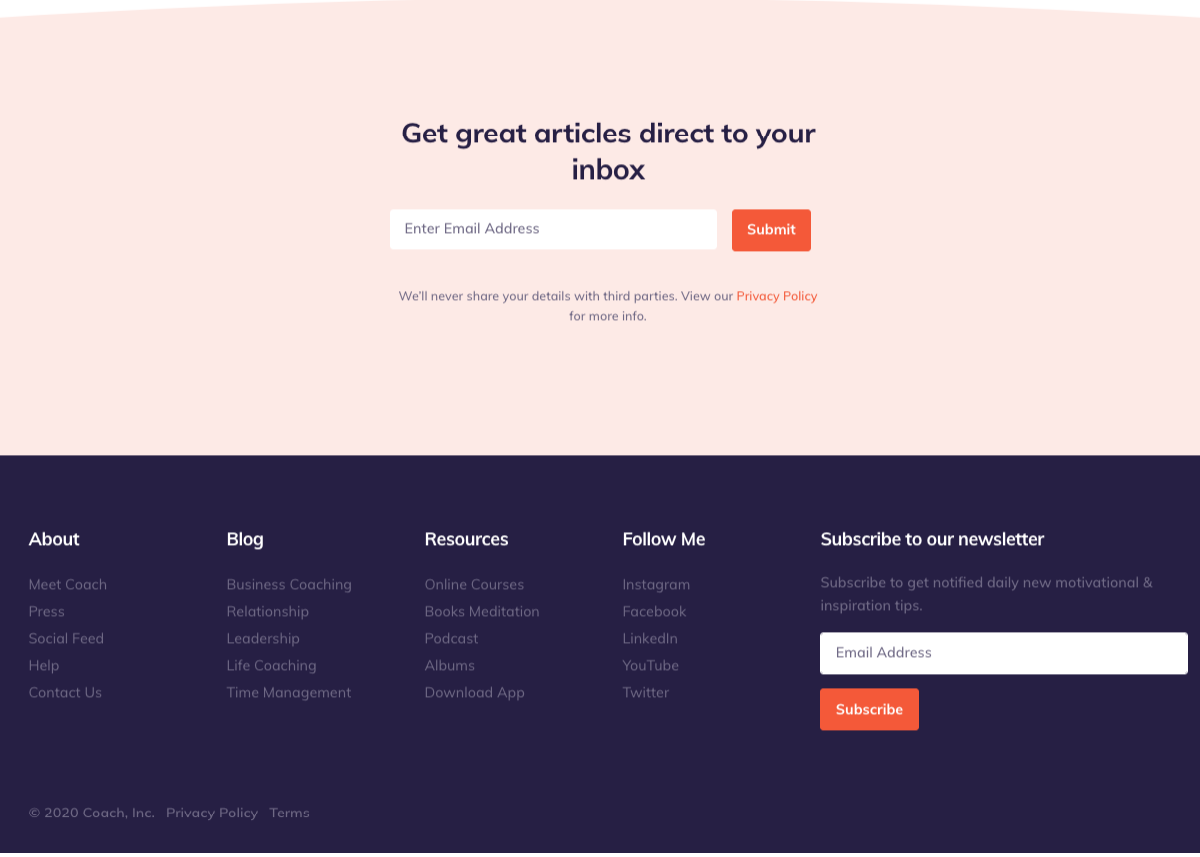 Get great articles direct to your
inbox
Enter Email Address
Submit
We'll never share your details with third parties. View our Privacy Policy
for more info.
About
Meet Coach
Press
Social Feed
Help
Contact Us
Blog
Business Coaching
Relationship
Leadership
Life Coaching
Time Management
Resources
Online Courses
Books Meditation
Podcast
Albums
Download App
Follow Me
Instagram
Facebook
LinkedIn
YouTube
Twitter
Subscribe to our newsletter
Subscribe to get notified daily new motivational &
inspiration tips.
Email Address
Subscribe
© 2020 Coach, Inc. Privacy Policy Terms